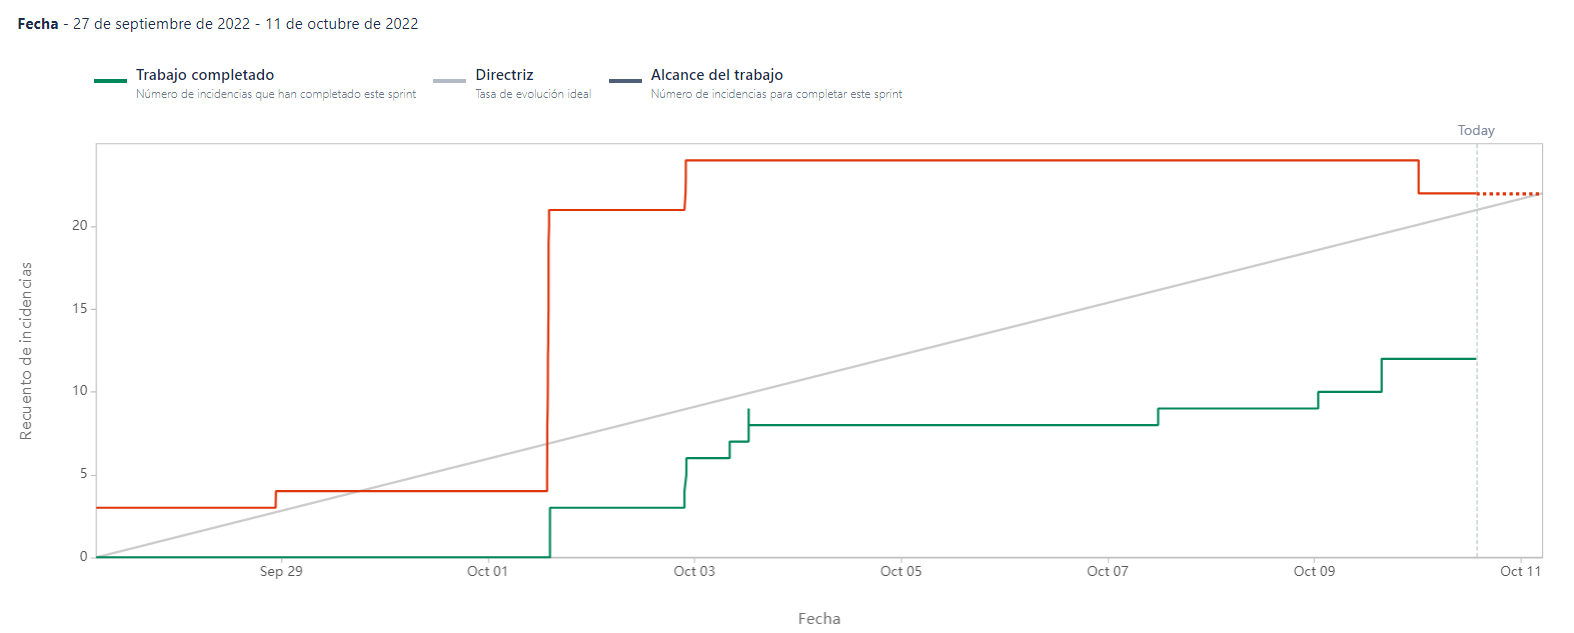 Fecha - 27 de septiembre de 2022 - 11 de octubre de 2022
Trabajo completado
Número de incidencias que han completado este sprint
Directriz
Tasa de evolución ideal
Alcance del trabajo
Número de incidencias para completar este sprint
Today
Recuento de incidencias
20
15
10
5
0
Sep 29
Oct 01
Oct 03
Oct 05
Oct 07
Oct 09
Oct 11
Fecha